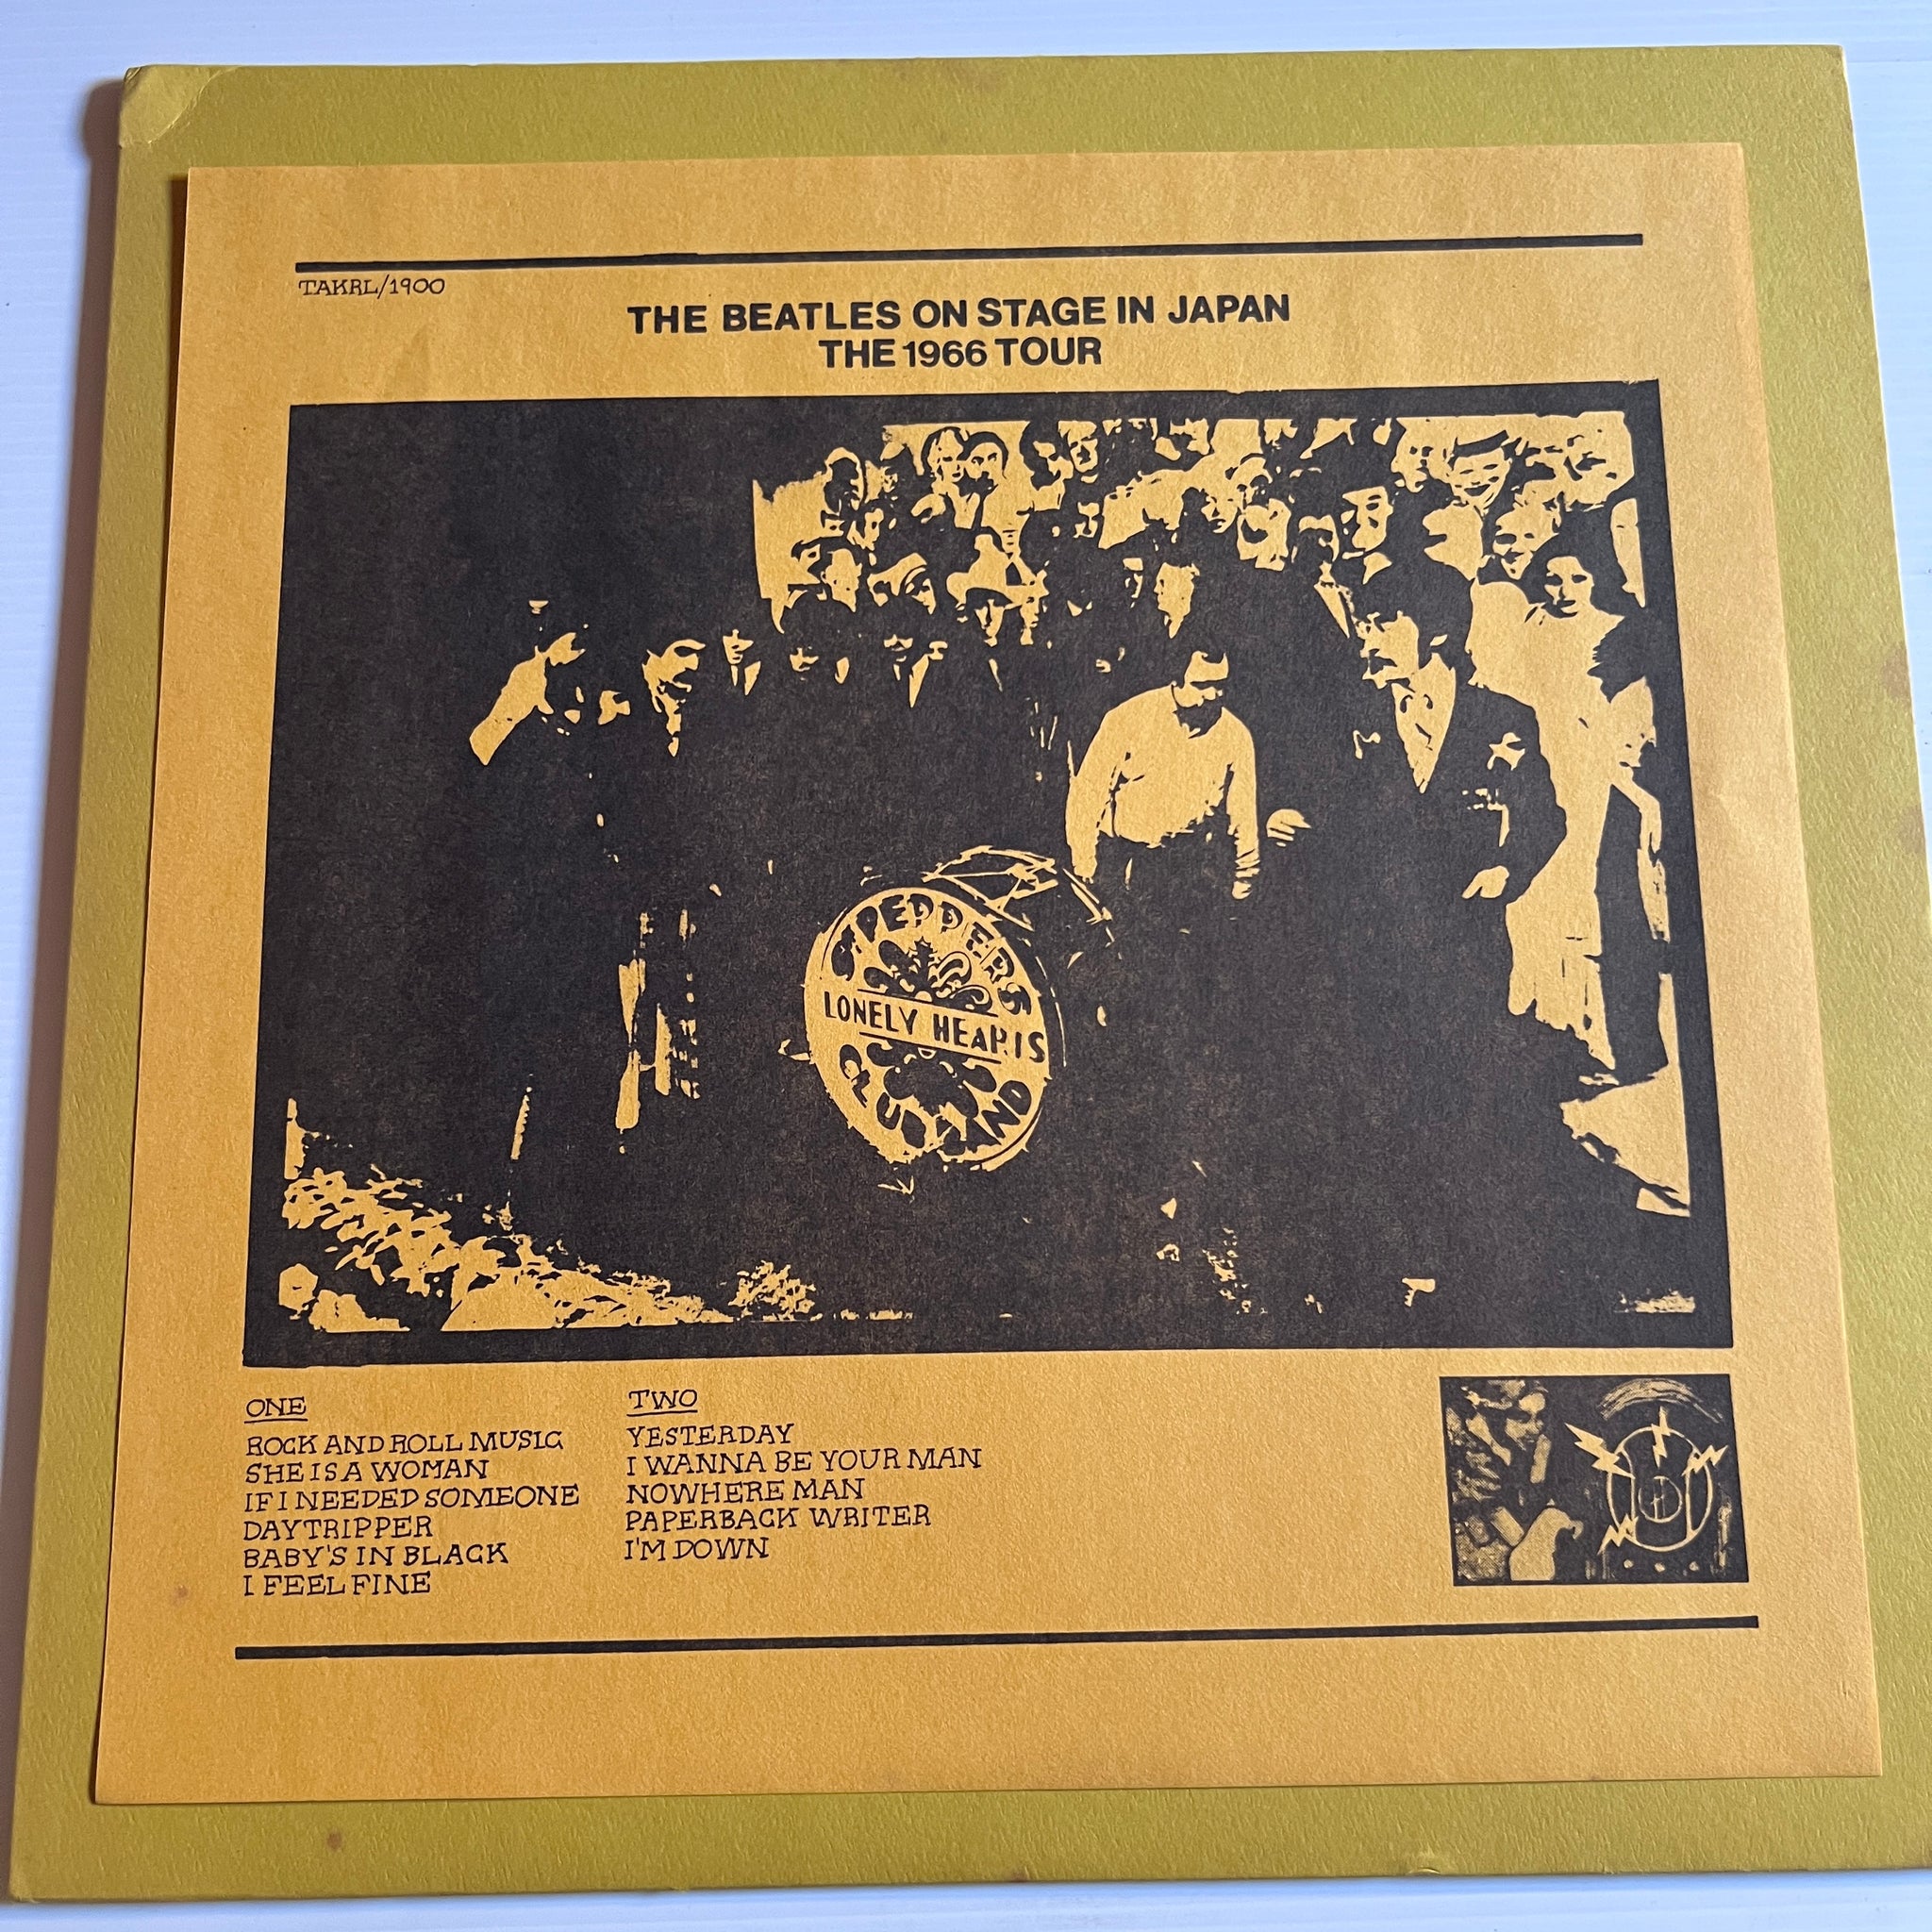 TAKRL/1900
THE BEATLES ON STAGE IN JAPAN
THE 1966 TOUR
PEPPERS
LONELY HEARTS
CLUB BAND
ONE
ROCK AND ROLL MUSIC
SHE IS A WOMAN
IF I NEEDED SOMEONE
DAYTRIPPER
BABY'S IN BLACK
I FEEL FINE
TWO
YESTERDAY
I WANNA BE YOUR MAN
NOWHERE MAN
PAPERBACK WRITER
I'M DOWN